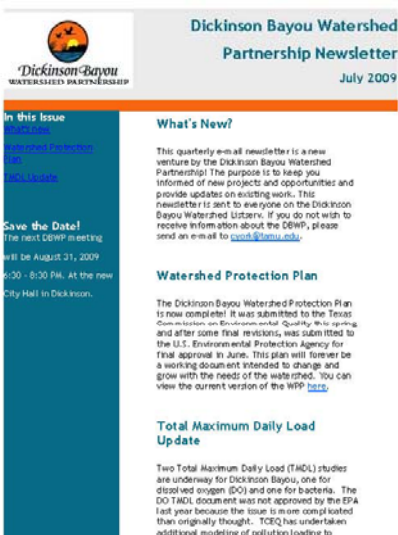 Dickinson Bayou
WATERSHED PARTNERSHIP
Dickinson Bayou Watershed
Partnership Newsletter
July 2009
In this Issue
What's new
Watershed Protection
Plan
TMDL Update
Save the Date!
The next DBWP meeting
will be August 31, 2009
6:30 - 8:30 PM. At the new
City Hall in Dickinson.
What's New?
This quarterly e-mail newsletter is a new
venture by the Dickinson Bayou Watershed
Partnership! The purpose is to keep you
informed of new projects and opportunities and
provide updates on existing work. This
newsletter is sent to everyone on the Dickinson
Bayou Watershed Listserv. If you do not wish to
receive information about the DBWP, please
send an e-mail to
Watershed Protection Plan
The Dickinson Bayou Watershed Protection Plan
is now complete! It was submitted to the Texas
Commission on Environmental Quality this spring
and after some final revisions, was submitted to
the U.S. Environmental Protection Agency for
final approval in June. This plan will forever be
a working document intended to change and
grow with the needs of the watershed. You can
view the current version of the WPP here.
Total Maximum Daily Load
Update
Two Total Maximum Daily Load (TMDL) studies
are underway for Dickinson Bayou, one for
dissolved oxygen (DO) and one for bacteria. The
DO TMDL document was not approved by the EPA
last year because the issue is more complicated
than originally thought. TCEQ has undertaken
additional modeling of pollution loading to